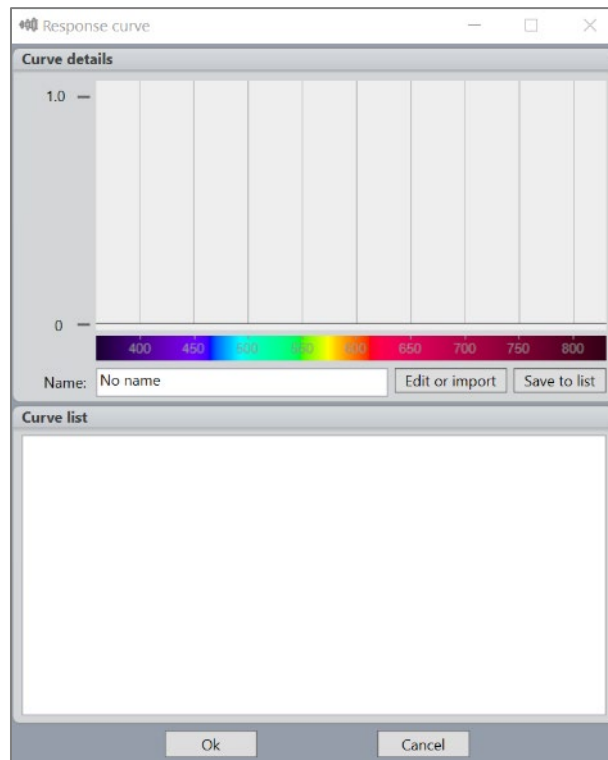 Response curve
Curve details
1.0
0
400 450 500 550 600 650 700 750 800
Name: No name Edit or import Save to list
Curve list
Ok Cancel